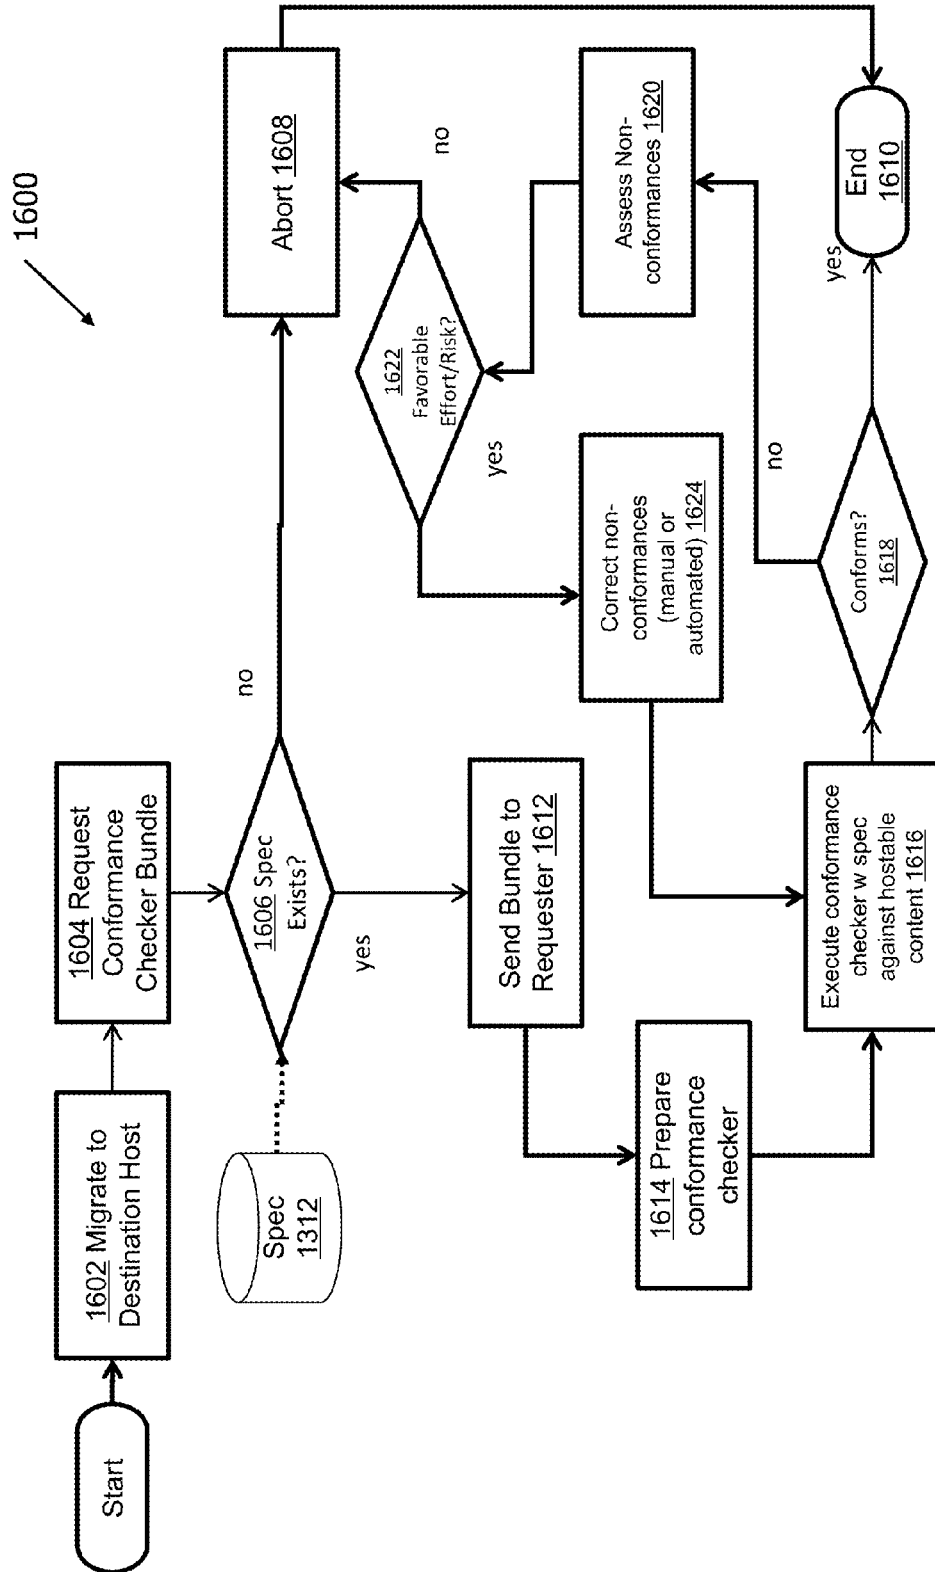 1600
Start
1602 Migrate to
Destination Host
1604 Request
Conformance
Checker Bundle
Spec
1312
1606 Spec
Exists?
no
yes
Abort 1608
Send Bundle to
Requester 1612
1614 Prepare
conformance
checker
Execute conformance
checker w spec
against hostable
content 1616
Conforms?
1618
yes
no
End
1610
Assess Non-
conformances 1620
1622
Favorable
Effort/Risk?
no
yes
Correct non-
conformances
(manual or
automated) 1624